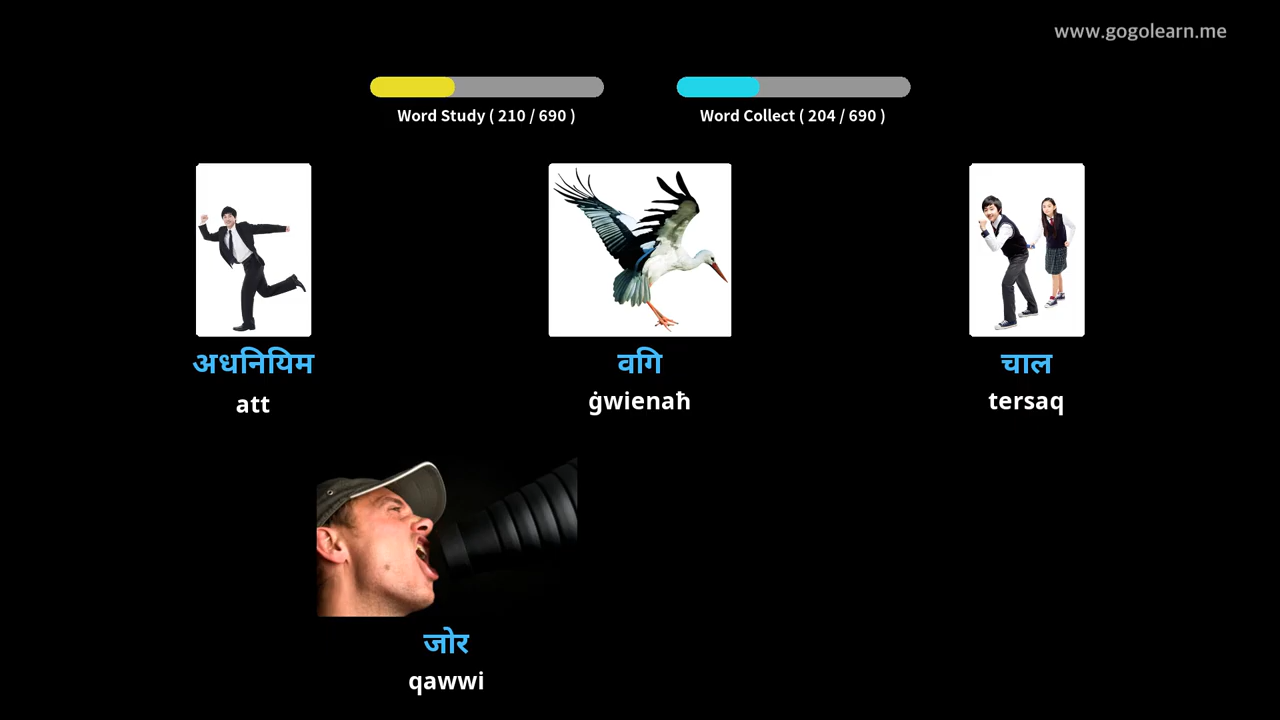 www.gogolearn.me
Word Study ( 210 / 690 )
Word Collect ( 204 / 690 )
अधनियिम
att
वगि
ġwienaħ
चाल
tersaq
जोर
qawwi